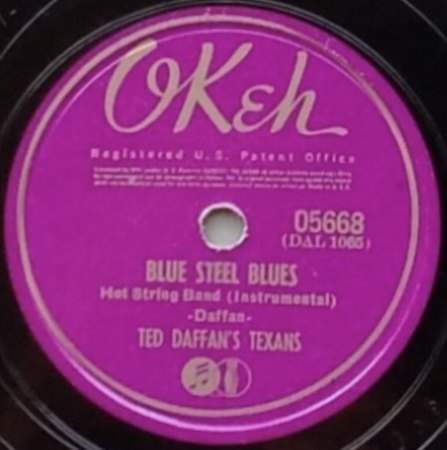 OKeh
Registered U.S. Patent Office
05668
(DAL 1065)
BLUE STEEL BLUES
Hot String Band (Instrumental)
-Daffan-
TED DAFFAN'S TEXANS